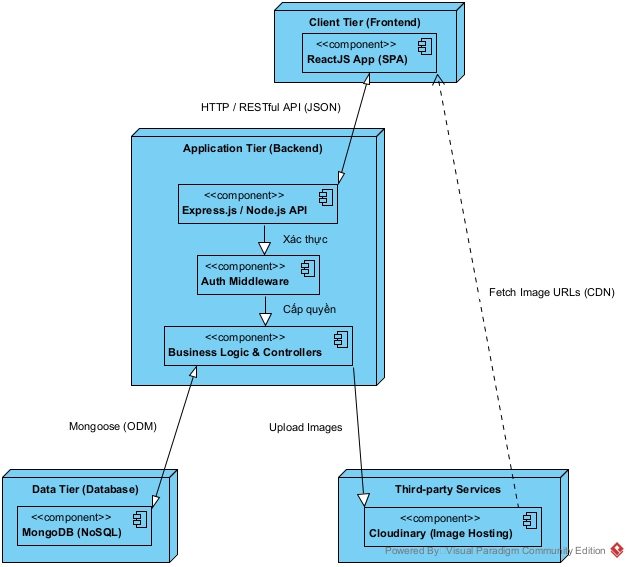 Client Tier (Frontend)
<<component>>
ReactJS App (SPA)
HTTP / RESTful API (JSON)
Application Tier (Backend)
<<component>>
Express.js / Node.js API
Xác thực
<<component>>
Auth Middleware
Cấp quyền
<<component>>
Business Logic & Controllers
Fetch Image URLs (CDN)
Mongoose (ODM)
Upload Images
Data Tier (Database)
<<component>>
MongoDB (NoSQL)
Third-party Services
<<component>>
Cloudinary (Image Hosting)
Powered By: Visual Paradigm Community Edition